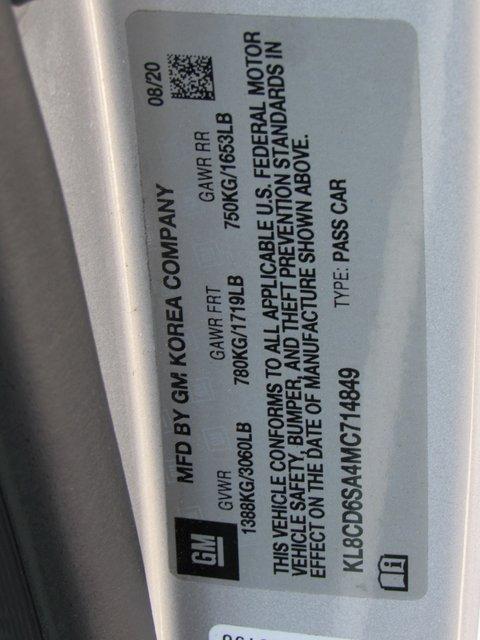 MFD BY GM KOREA COMPANY 08/20
GM
GVWR GAWR FRT GAWR RR
1388KG/3060LB 780KG/1719LB 750KG/1653LB
THIS VEHICLE CONFORMS TO ALL APPLICABLE U.S. FEDERAL MOTOR
VEHICLE SAFETY, BUMPER, AND THEFT PREVENTION STANDARDS IN
EFFECT ON THE DATE OF MANUFACTURE SHOWN ABOVE.
KL8CD6SA4MC714849 TYPE: PASS CAR